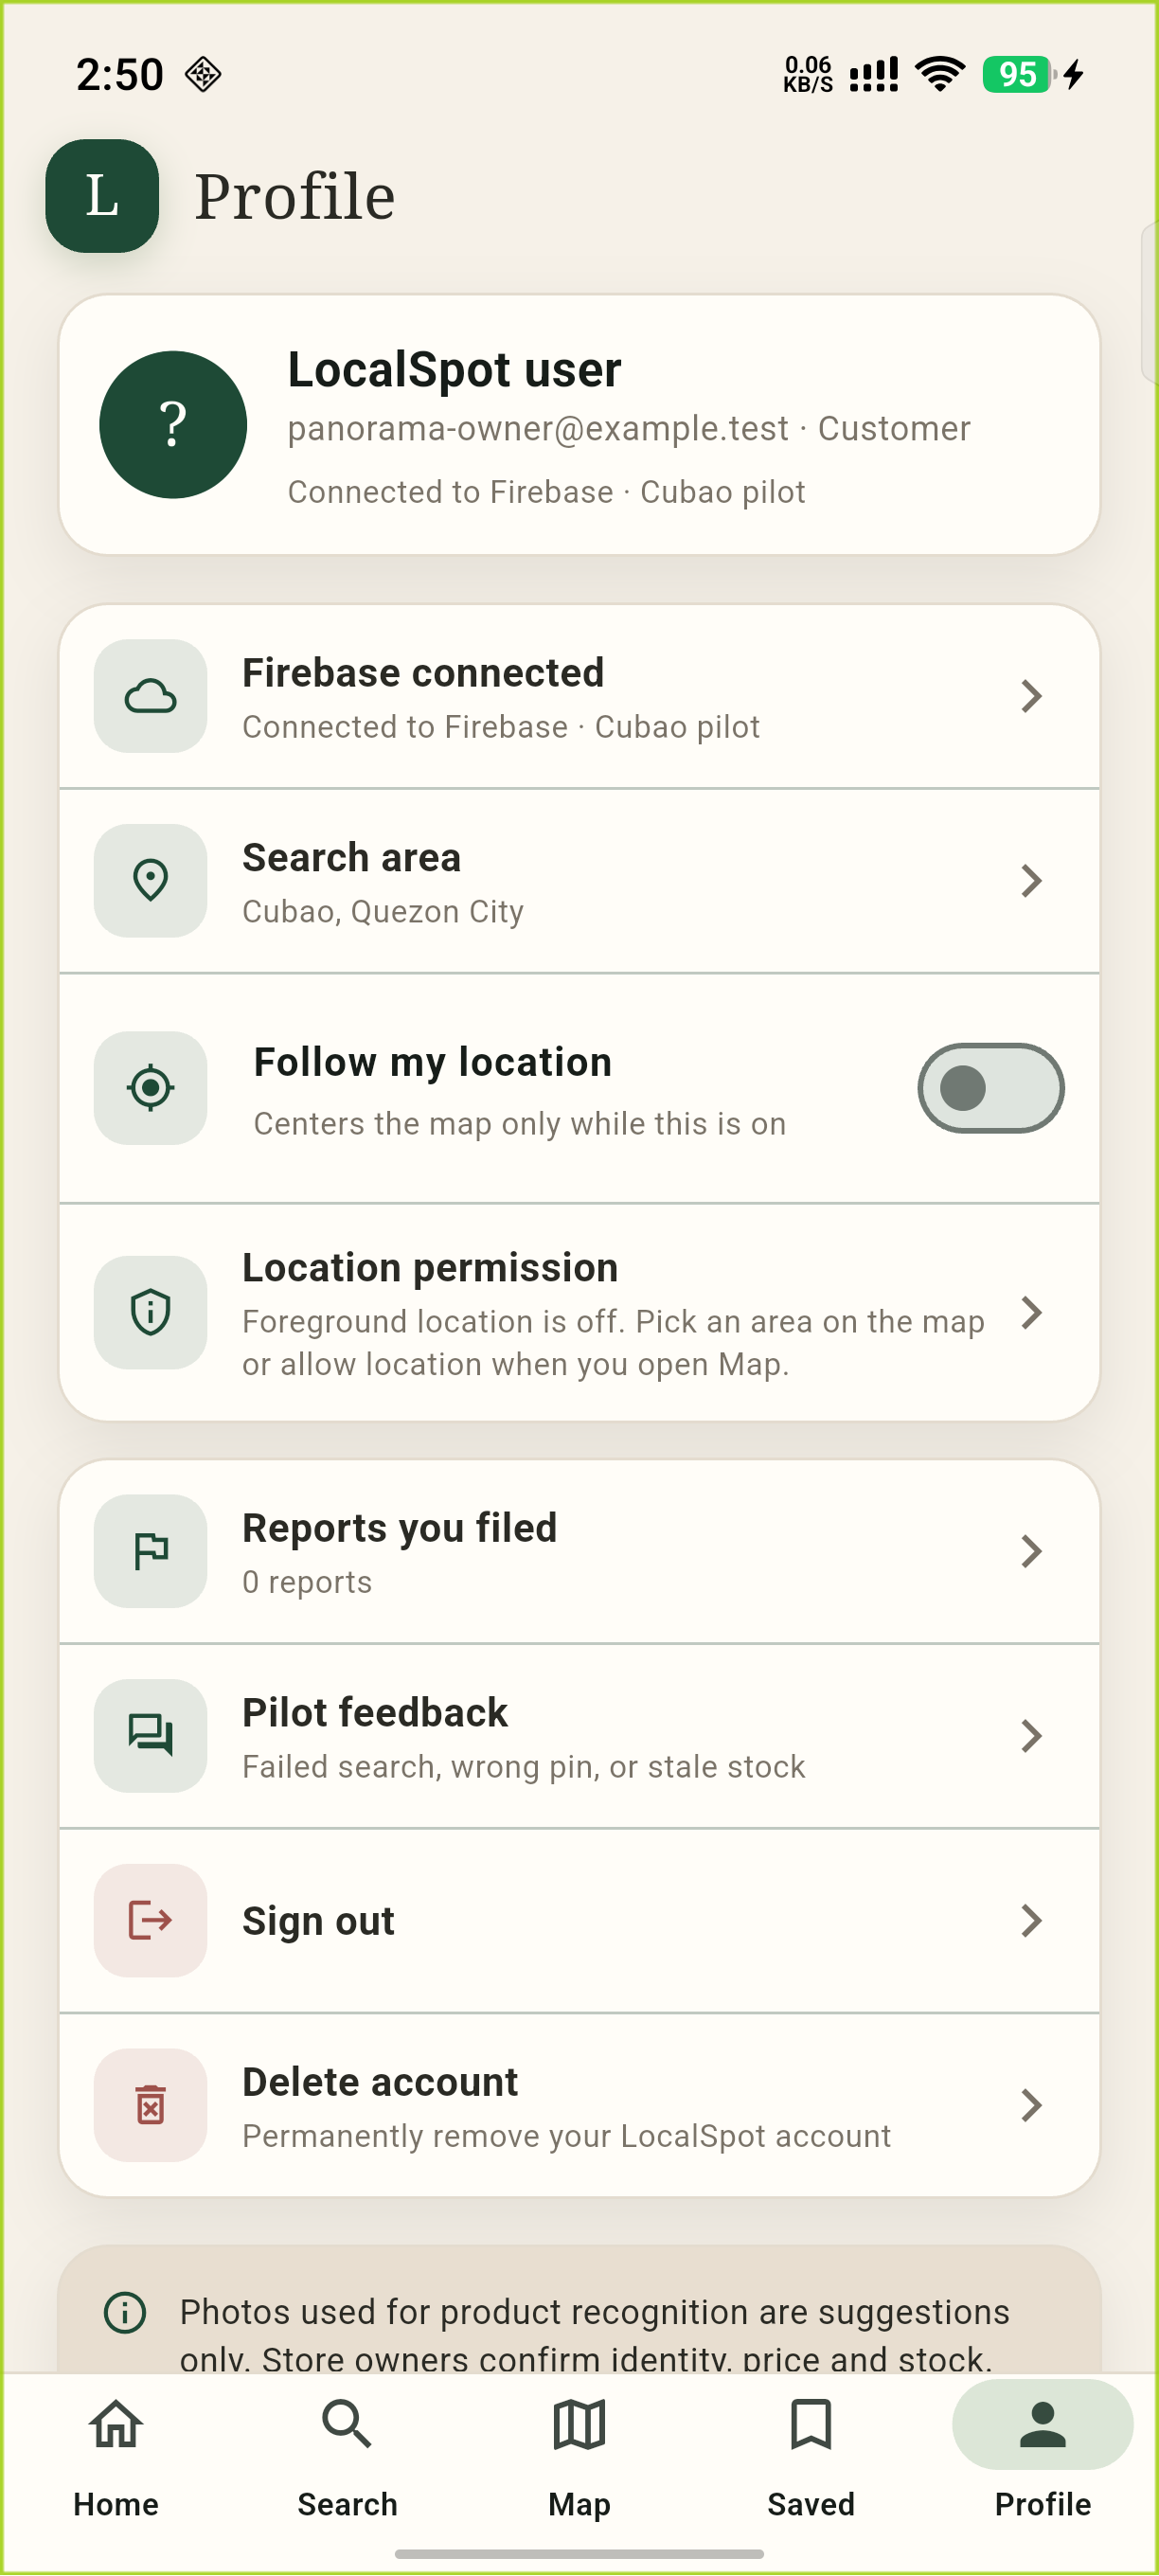 2:50
0.06
KB/S
95
L
Profile
?
LocalSpot user
panorama-owner@example.test · Customer
Connected to Firebase · Cubao pilot
Firebase connected
Connected to Firebase · Cubao pilot
Search area
Cubao, Quezon City
Follow my location
Centers the map only while this is on
Location permission
Foreground location is off. Pick an area on the map
or allow location when you open Map.
Reports you filed
0 reports
Pilot feedback
Failed search, wrong pin, or stale stock
Sign out
Delete account
Permanently remove your LocalSpot account
Photos used for product recognition are suggestions
only. Store owners confirm identity, price and stock.
Home
Search
Map
Saved
Profile